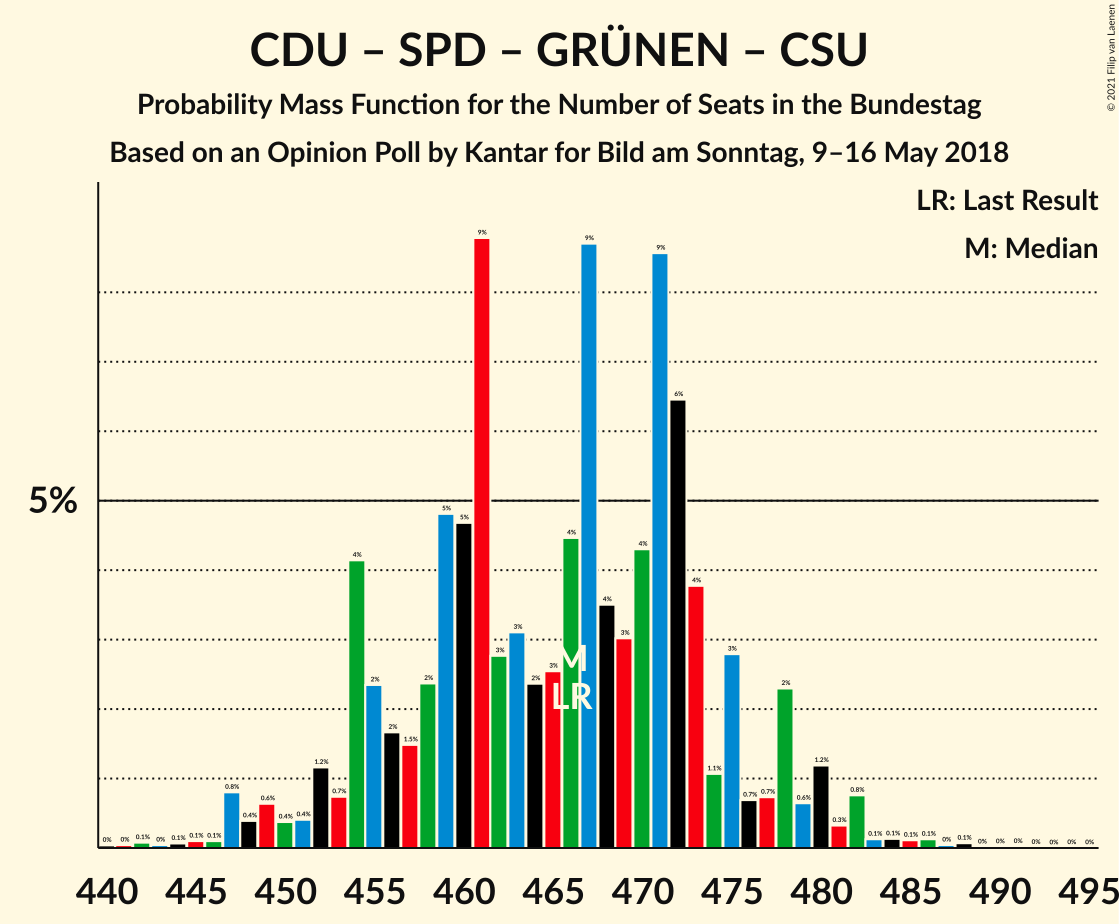 CDU – SPD – GRÜNEN – CSU
Probability Mass Function for the Number of Seats in the Bundestag
Based on an Opinion Poll by Kantar for Bild am Sonntag, 9–16 May 2018
© 2021 Filip van Laenen
LR: Last Result
M: Median
5%
0% 0% 0.1% 0% 0.1% 0.1% 0.1% 0.8% 0.4% 0.6% 0.4% 0.4% 1.2% 0.7% 4% 2% 2% 1.5% 2% 5% 5% 9% 3% 3% 2% 3% 4% 9% 4% 3% 4% 9% 6% 4% 1.1% 3% 0.7% 0.7% 2% 0.6% 1.2% 0.3% 0.8% 0.1% 0.1% 0.1% 0.1% 0% 0.1% 0% 0% 0% 0% 0% 0% 0%
M
LR
440 445 450 455 460 465 470 475 480 485 490 495